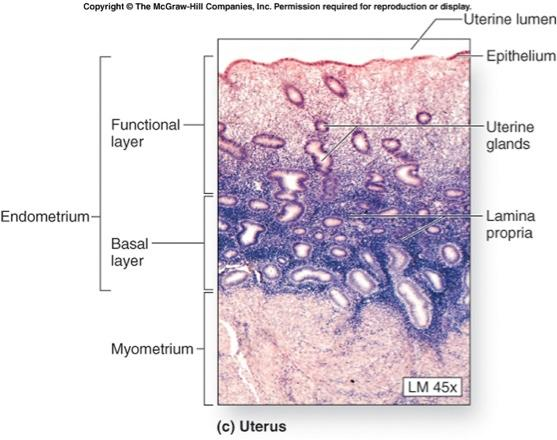 Copyright © The McGraw-Hill Companies, Inc. Permission required for reproduction or display.
Uterine lumen
Epithelium
Functional
layer
Uterine
glands
Endometrium
Lamina
propria
Basal
layer
Myometrium
LM 45x
(c) Uterus